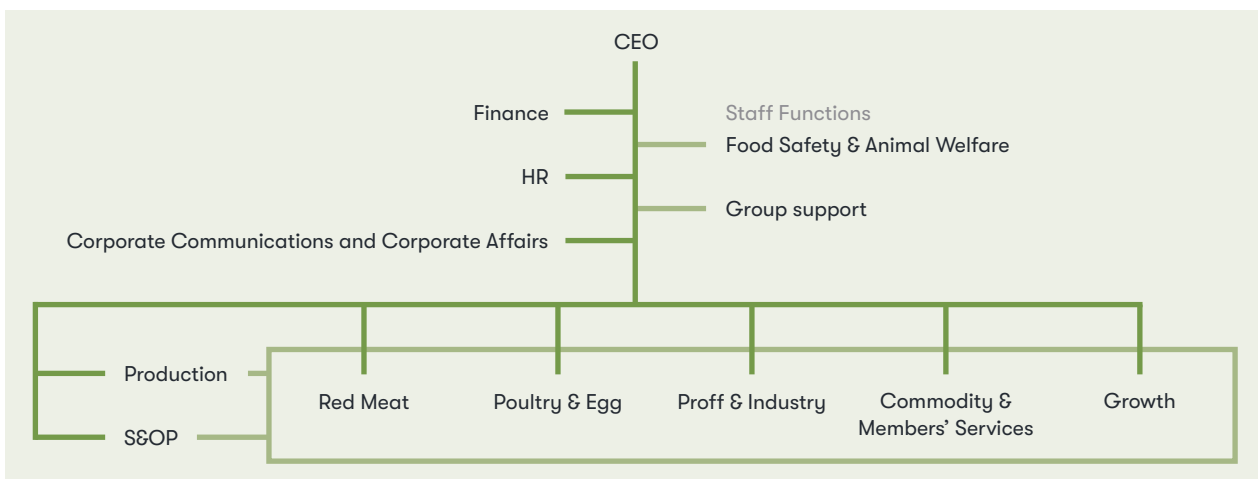 CEO
Finance
Staff Functions
Food Safety & Animal Welfare
HR
Group support
Corporate Communications and Corporate Affairs
Production
Red Meat
Poultry & Egg
Proff & Industry
Commodity &
Members’ Services
Growth
S&OP